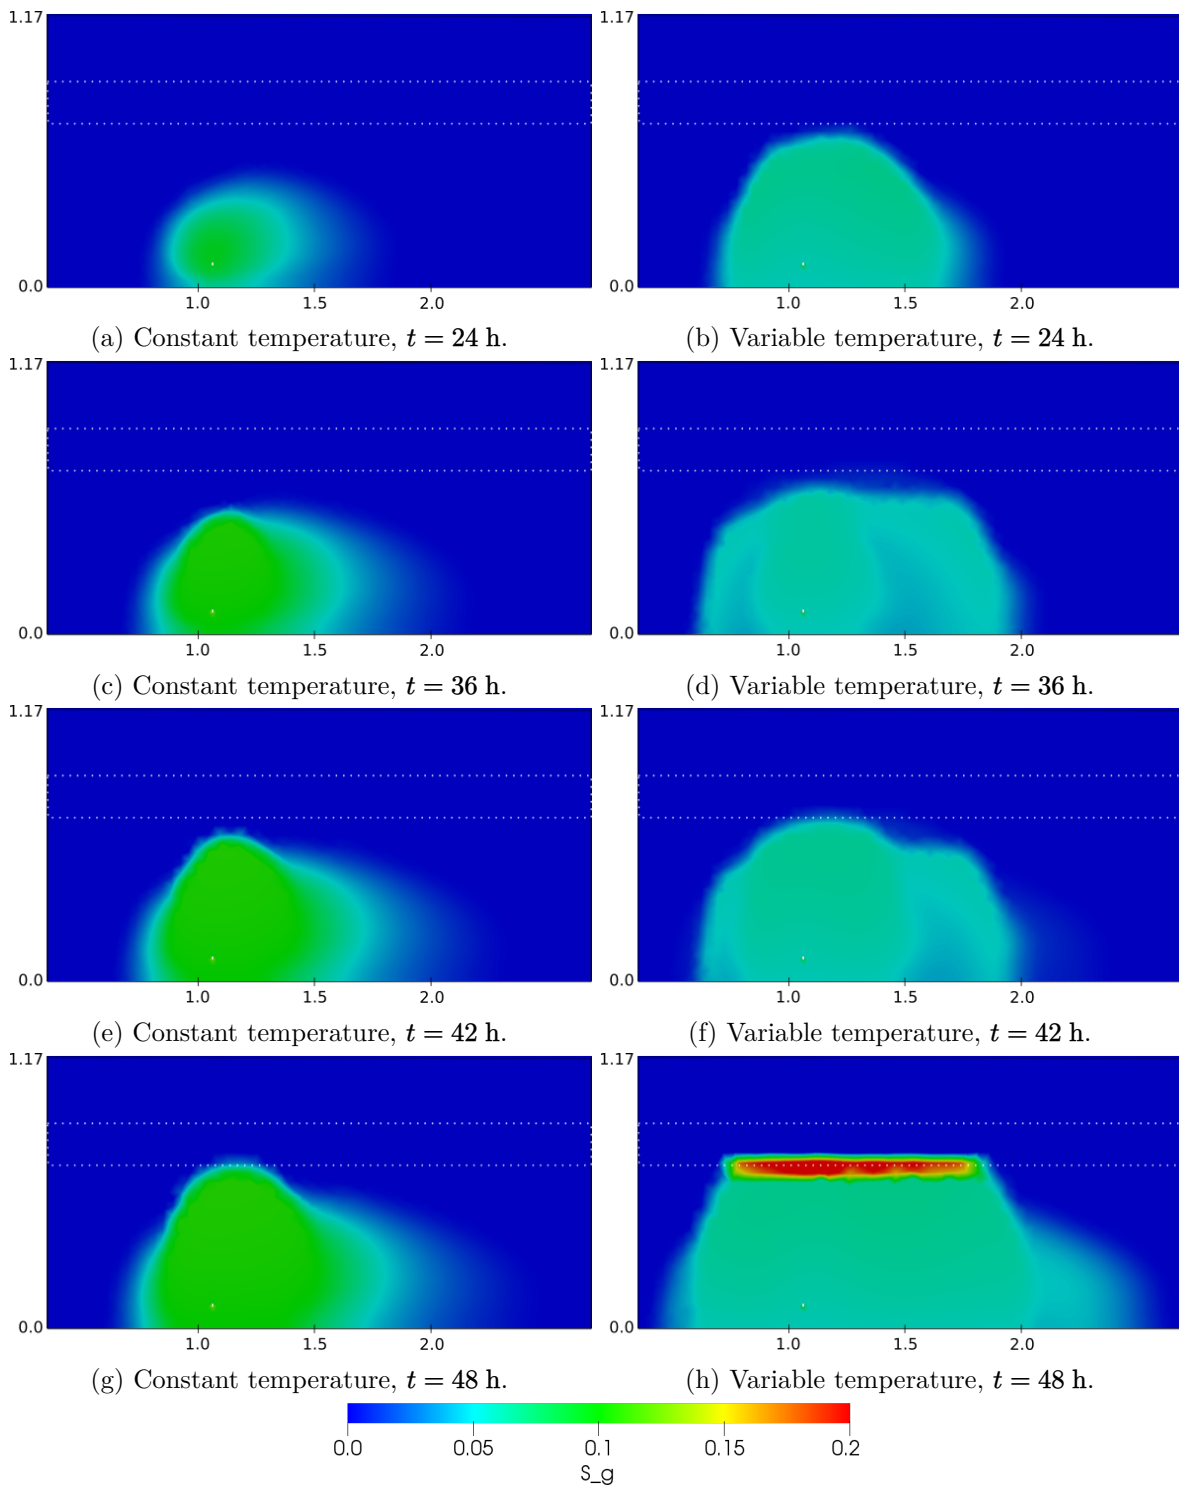 1.17 1.17
0.0 0.0
1.0 1.5 2.0 1.0 1.5 2.0
(a) Constant temperature, t = 24 h. (b) Variable temperature, t = 24 h.
1.17 1.17
0.0 0.0
1.0 1.5 2.0 1.0 1.5 2.0
(c) Constant temperature, t = 36 h. (d) Variable temperature, t = 36 h.
1.17 1.17
0.0 0.0
1.0 1.5 2.0 1.0 1.5 2.0
(e) Constant temperature, t = 42 h. (f) Variable temperature, t = 42 h.
1.17 1.17
0.0 0.0
1.0 1.5 2.0 1.0 1.5 2.0
(g) Constant temperature, t = 48 h. (h) Variable temperature, t = 48 h.
0.0 0.05 0.1 0.15 0.2
S_g